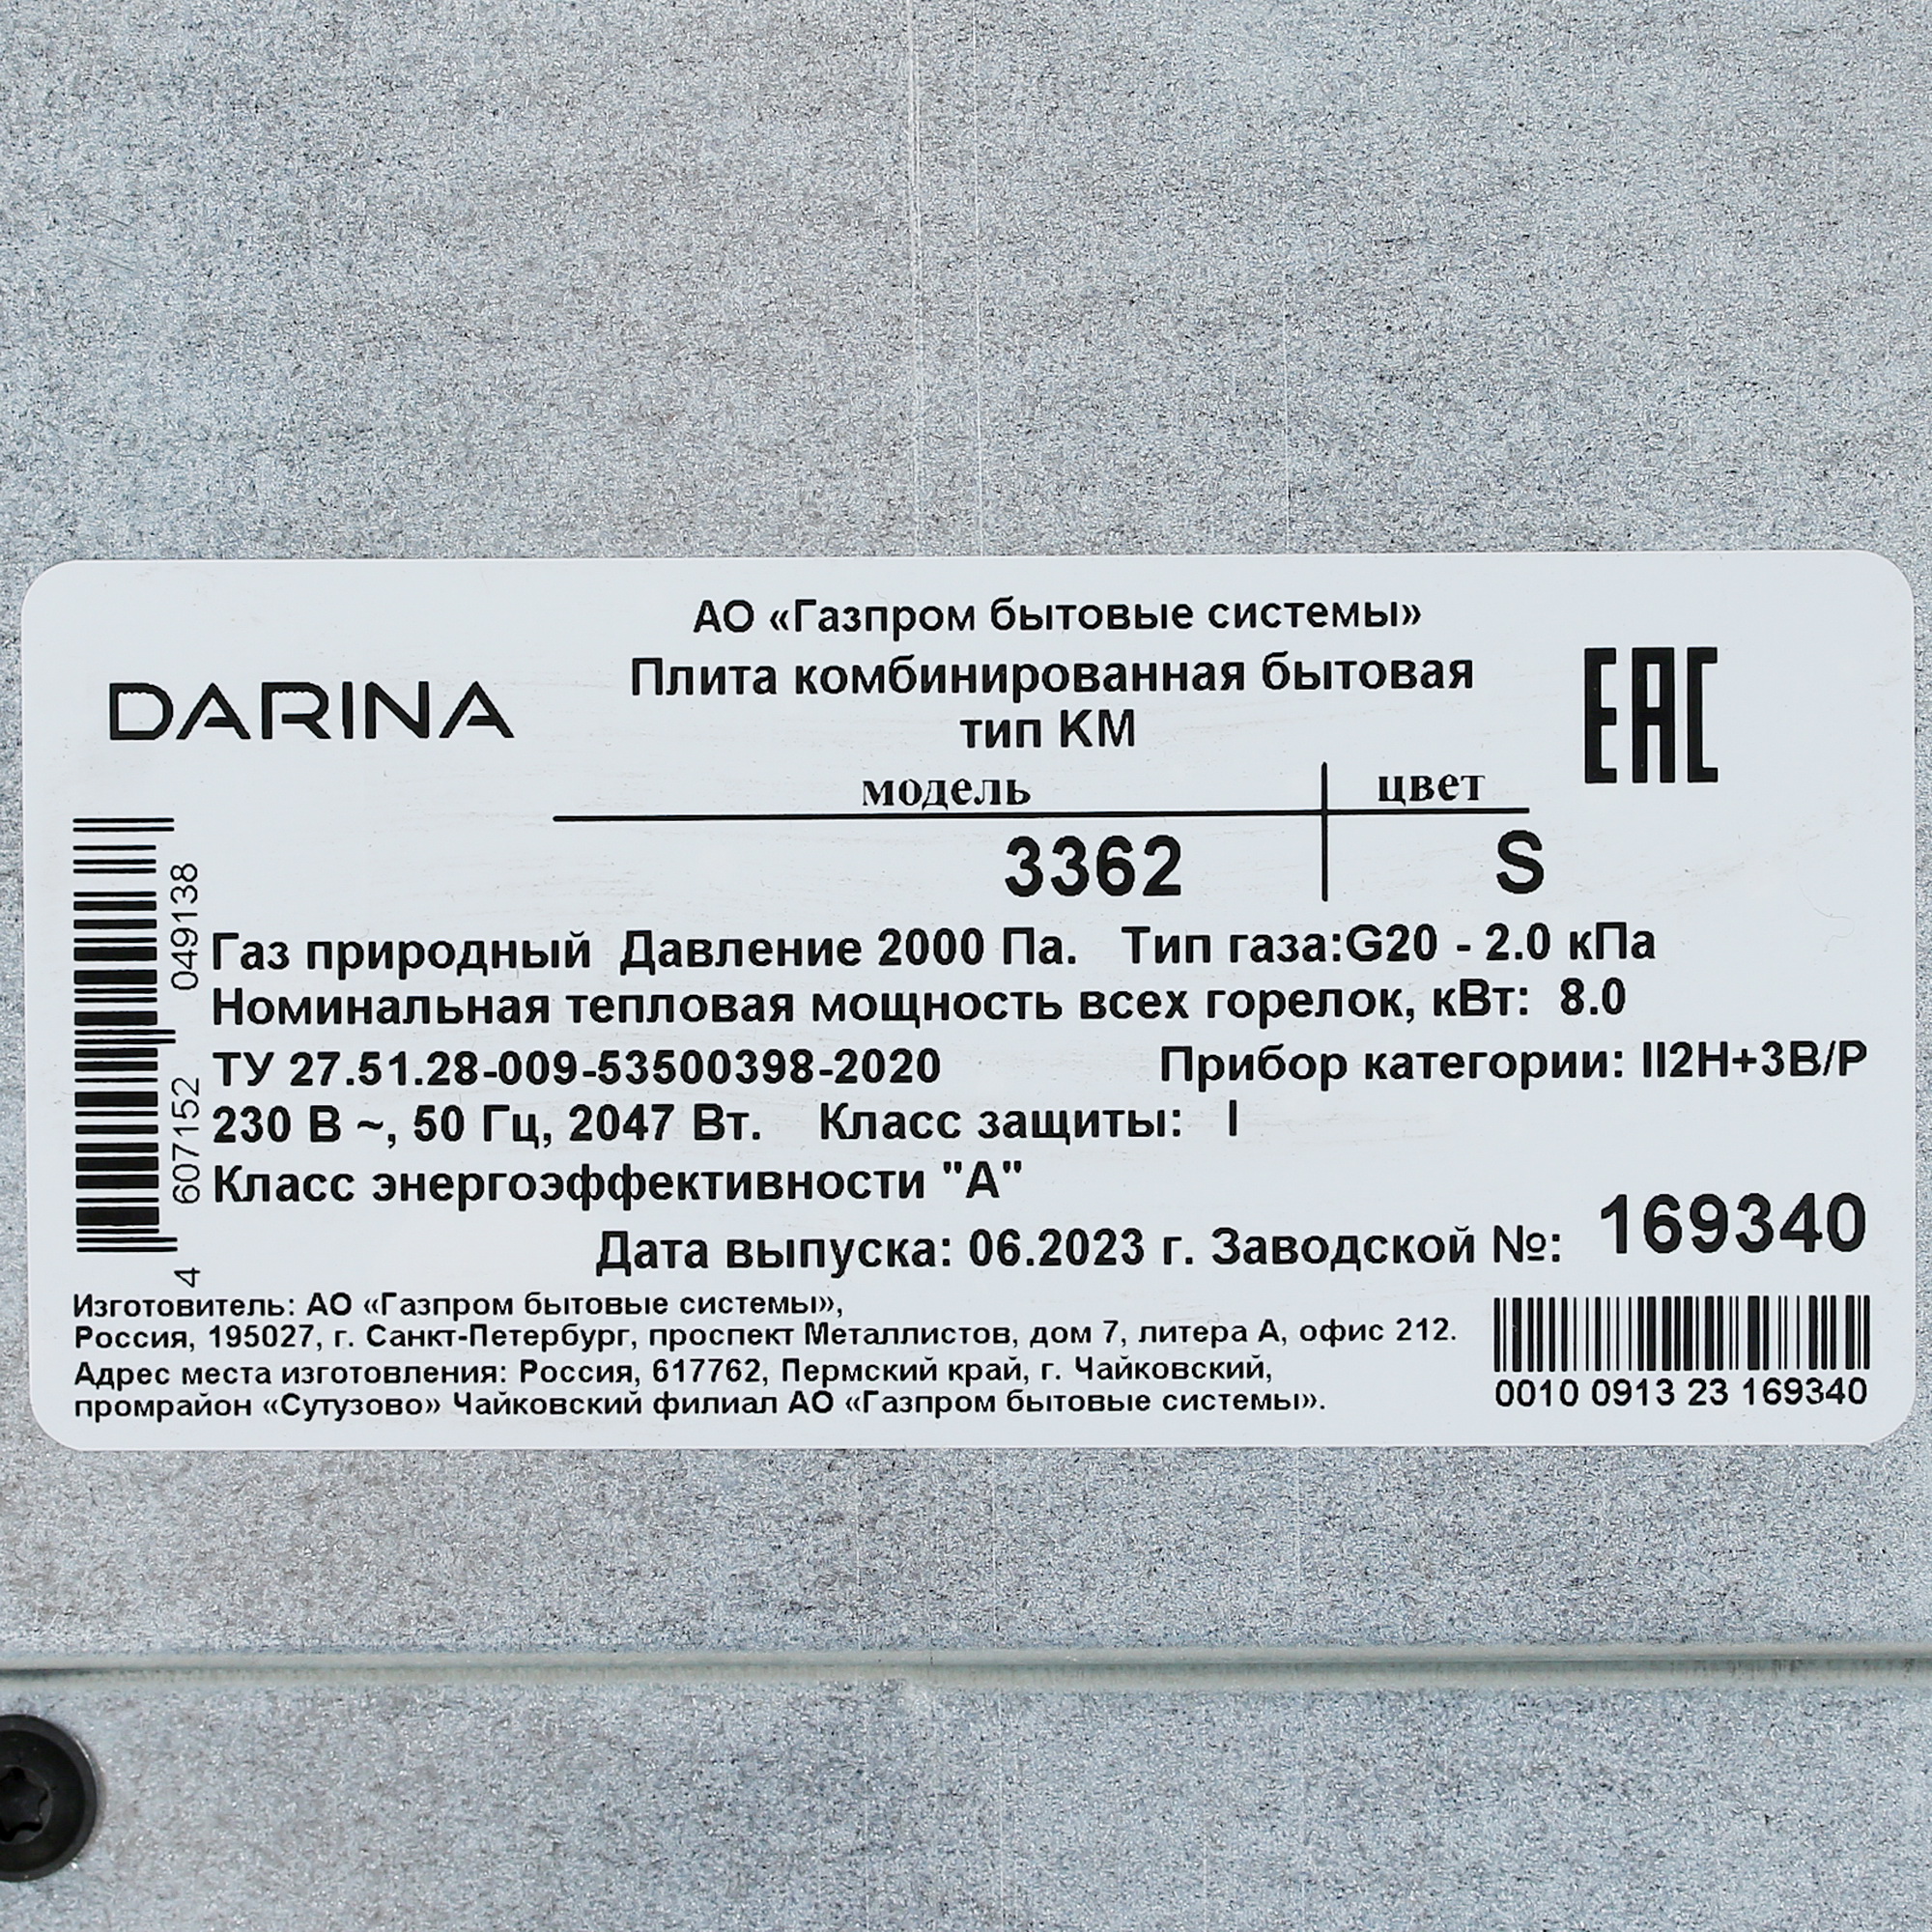 АО «Газпром бытовые системы»
DARINA
Плита комбинированная бытовая
тип КМ
EAC
модель цвет
3362 S
4 607152 049138
Газ природный Давление 2000 Па. Тип газа:G20 - 2.0 кПа
Номинальная тепловая мощность всех горелок, кВт: 8.0
ТУ 27.51.28-009-53500398-2020 Прибор категории: II2H+3B/P
230 В ~, 50 Гц, 2047 Вт. Класс защиты: I
Класс энергоэффективности "А"
Дата выпуска: 06.2023 г. Заводской №: 169340
Изготовитель: АО «Газпром бытовые системы»,
Россия, 195027, г. Санкт-Петербург, проспект Металлистов, дом 7, литера А, офис 212.
Адрес места изготовления: Россия, 617762, Пермский край, г. Чайковский,
промрайон «Сутузово» Чайковский филиал АО «Газпром бытовые системы».
0010 0913 23 169340